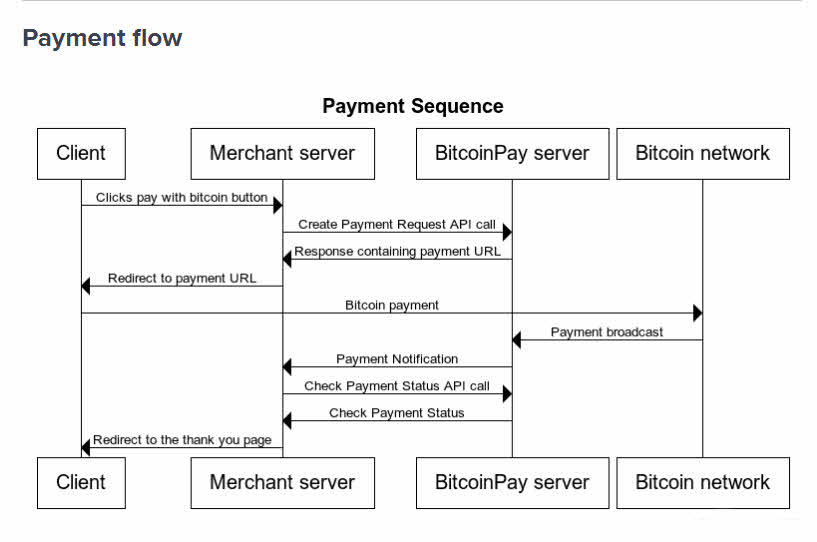 Payment flow
Payment Sequence
Client
Merchant server
BitcoinPay server
Bitcoin network
Clicks pay with bitcoin button
Create Payment Request API call
Response containing payment URL
Redirect to payment URL
Bitcoin payment
Payment broadcast
Payment Notification
Check Payment Status API call
Check Payment Status
Redirect to the thank you page
Client
Merchant server
BitcoinPay server
Bitcoin network